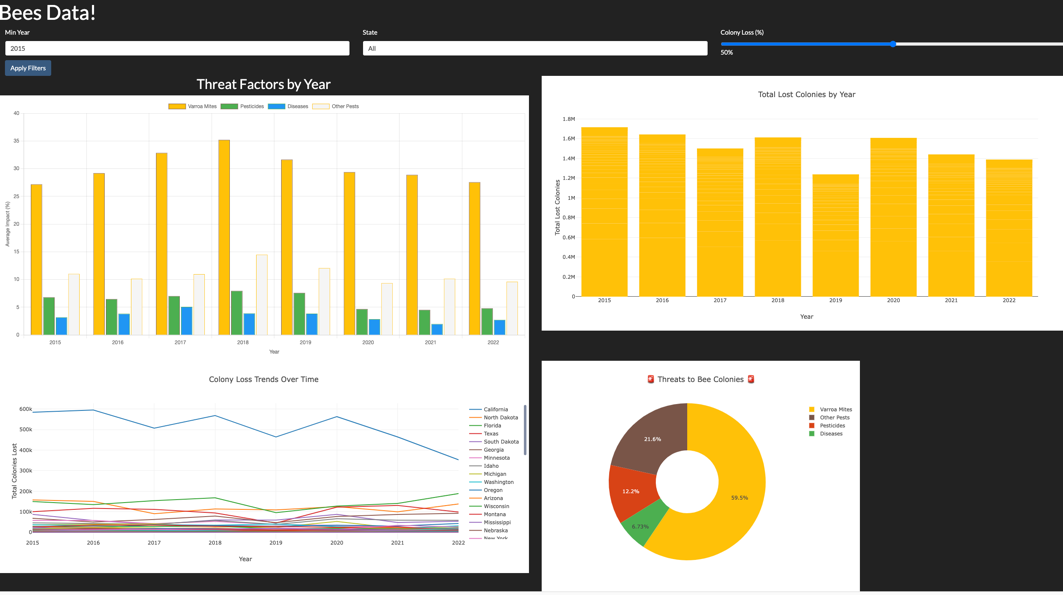 Bees Data!
Min Year
2015
State
All
Colony Loss (%)
50%
Apply Filters
Threat Factors by Year
Varroa Mites Pesticides Diseases Other Pests
40
35
30
25
20
15
10
5
0
Average Impact (%)
2015 2016 2017 2018 2019 2020 2021 2022
Year
Total Lost Colonies by Year
1.8M
1.6M
1.4M
1.2M
1M
0.8M
0.6M
0.4M
0.2M
0
Total Lost Colonies
2015 2016 2017 2018 2019 2020 2021 2022
Year
Colony Loss Trends Over Time
600k
500k
400k
300k
200k
100k
0
Total Colonies Lost
2015 2016 2017 2018 2019 2020 2021 2022
Year
California
North Dakota
Florida
Texas
South Dakota
Georgia
Minnesota
Idaho
Michigan
Washington
Oregon
Arizona
Wisconsin
Montana
Mississippi
Nebraska
New York
🚨 Threats to Bee Colonies 🚨
21.6%
12.2%
6.73%
59.5%
Varroa Mites
Other Pests
Pesticides
Diseases